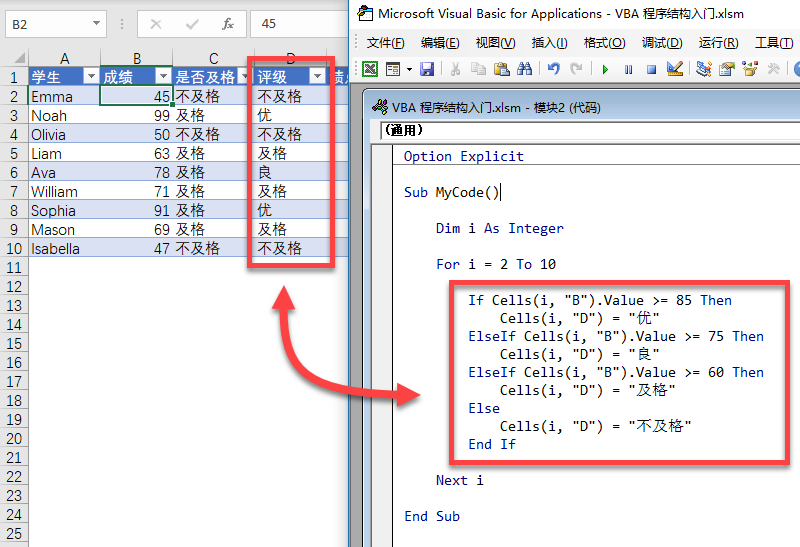 B2
45
A B C D
1 学生 成绩 是否及格 评级
2 Emma 45 不及格 不及格
3 Noah 99 及格 优
4 Olivia 50 不及格 不及格
5 Liam 63 及格 及格
6 Ava 78 及格 良
7 William 71 及格 及格
8 Sophia 91 及格 优
9 Mason 69 及格 及格
10 Isabella 47 不及格 不及格
11
12
13
14
15
16
17
18
19
20
21
22
23
24
25
Microsoft Visual Basic for Applications - VBA 程序结构入门.xlsm
文件(F) 编辑(E) 视图(V) 插入(I) 格式(O) 调试(D) 运行(R) 工具(T)
VBA 程序结构入门.xlsm - 模块2 (代码)
(通用)
Option Explicit
Sub MyCode()
Dim i As Integer
For i = 2 To 10
If Cells(i, "B").Value >= 85 Then
Cells(i, "D") = "优"
ElseIf Cells(i, "B").Value >= 75 Then
Cells(i, "D") = "良"
ElseIf Cells(i, "B").Value >= 60 Then
Cells(i, "D") = "及格"
Else
Cells(i, "D") = "不及格"
End If
Next i
End Sub